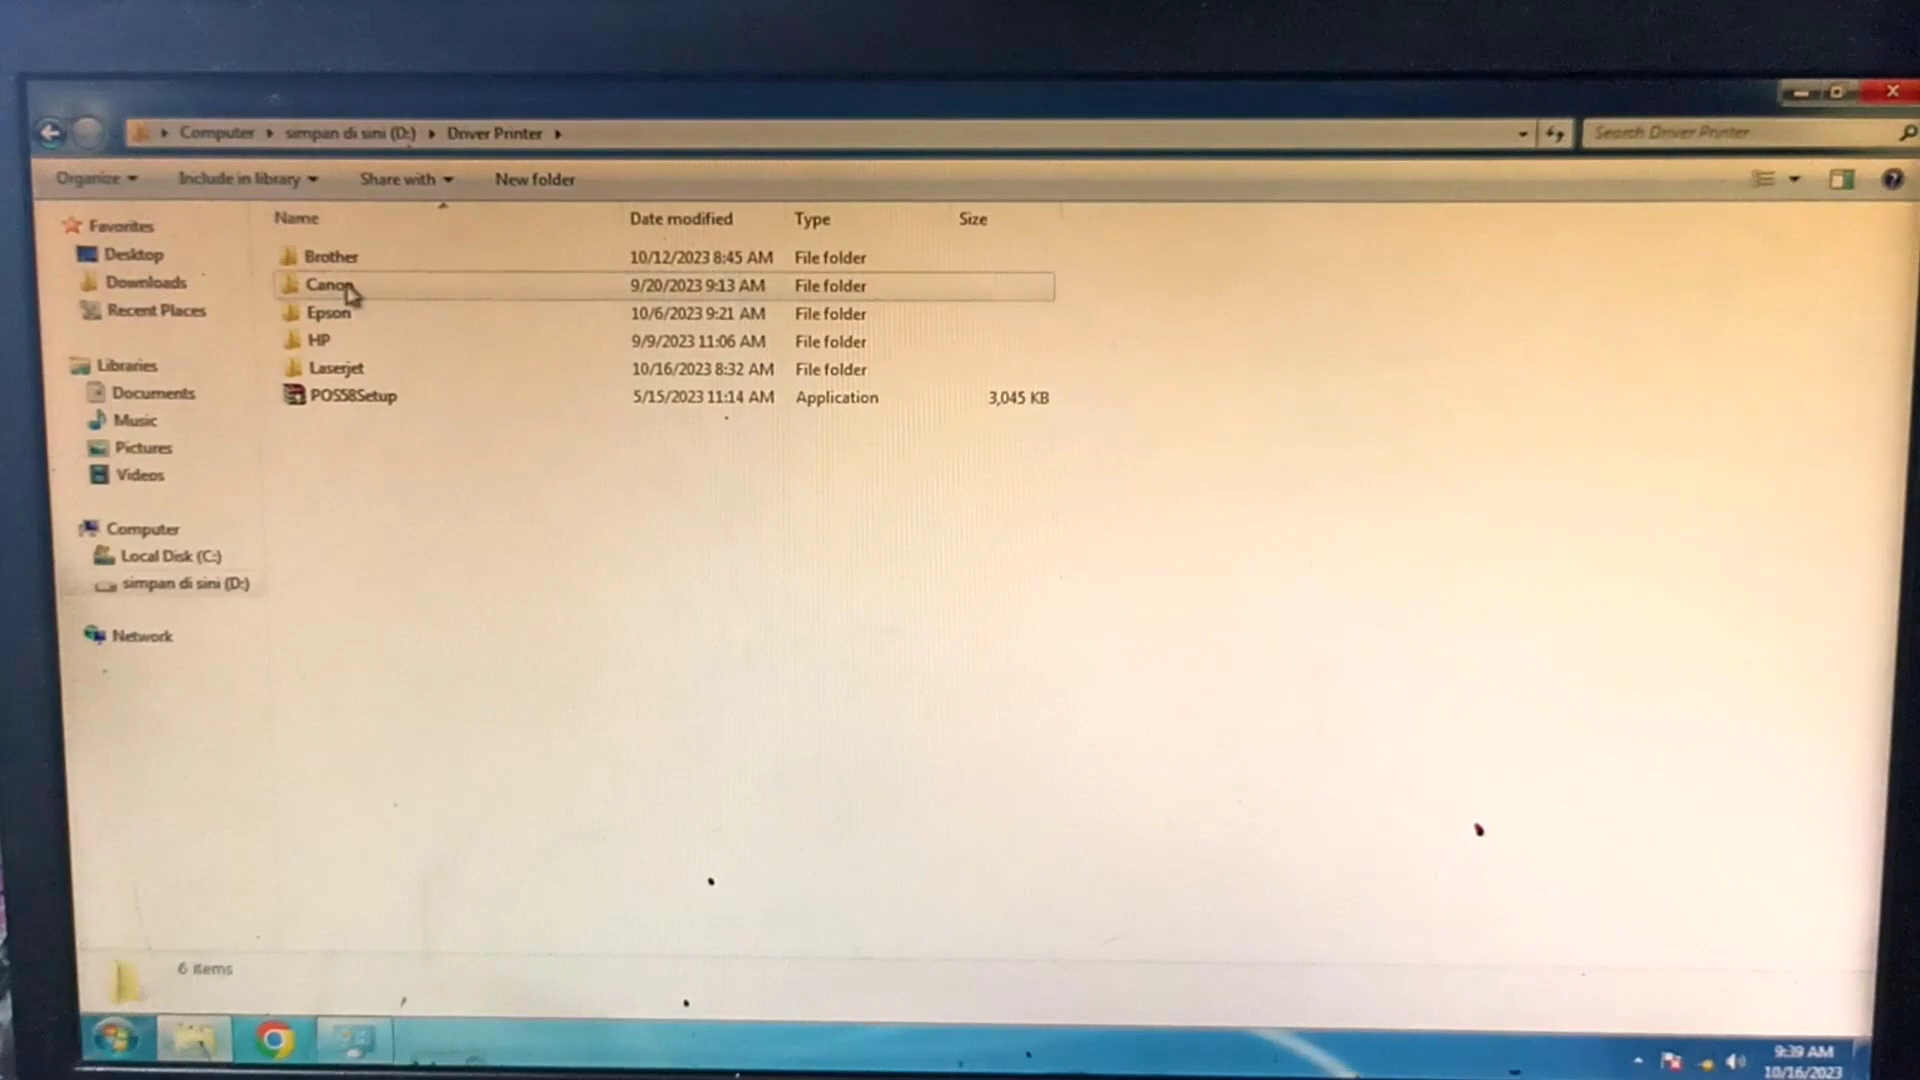 Computer simpan di sini (D:) Driver Printer
Search Driver Printer
Organize Include in library Share with New folder
Name Date modified Type Size
Favorites
Desktop
Downloads
Recent Places
Libraries
Documents
Music
Pictures
Videos
Computer
Local Disk (C:)
simpan di sini (D:)
Network
Brother 10/12/2023 8:45 AM File folder
Canon 9/20/2023 9:13 AM File folder
Epson 10/6/2023 9:21 AM File folder
HP 9/9/2023 11:06 AM File folder
Laserjet 10/16/2023 8:32 AM File folder
POS58Setup 5/15/2023 11:14 AM Application 3,045 KB
6 items
9:39 AM
10/16/2023